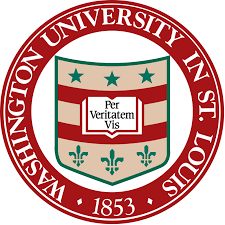 WASHINGTON UNIVERSITY IN ST. LOUIS
Per
Veritatem
Vis
· 1853 ·